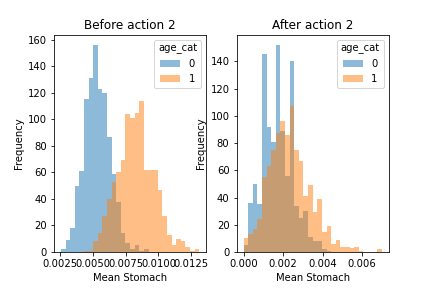 Before action 2
After action 2
age_cat
0
1
age_cat
0
1
Frequency
160
140
120
100
80
60
40
20
0
Frequency
140
120
100
80
60
40
20
0
0.0025 0.0050 0.0075 0.0100 0.0125
0.000 0.002 0.004 0.006
Mean Stomach
Mean Stomach